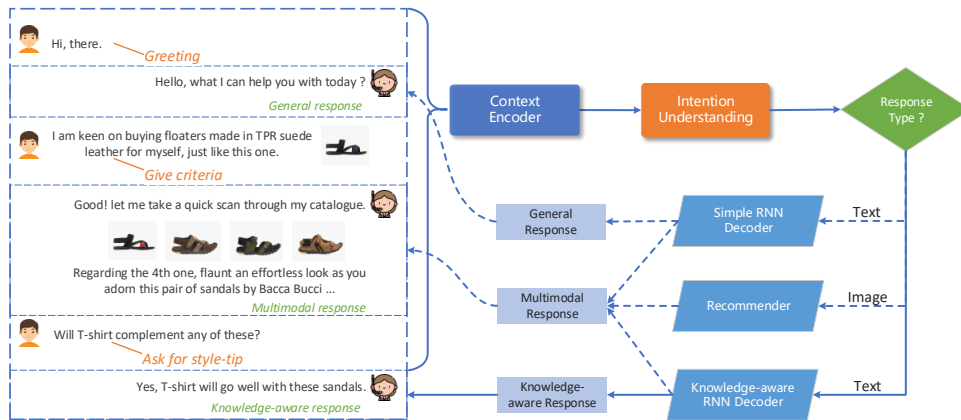 Hi, there.
Greeting
Hello, what I can help you with today ?
General response
I am keen on buying floaters made in TPR suede
leather for myself, just like this one.
Give criteria
Good! let me take a quick scan through my catalogue.
Regarding the 4th one, flaunt an effortless look as you
adorn this pair of sandals by Bacca Bucci ...
Multimodal response
Will T-shirt complement any of these?
Ask for style-tip
Yes, T-shirt will go well with these sandals.
Knowledge-aware response
Context
Encoder
Intention
Understanding
Response
Type ?
General
Response
Simple RNN
Decoder
Text
Multimodal
Response
Recommender
Image
Knowledge-
aware Response
Knowledge-aware
RNN Decoder
Text